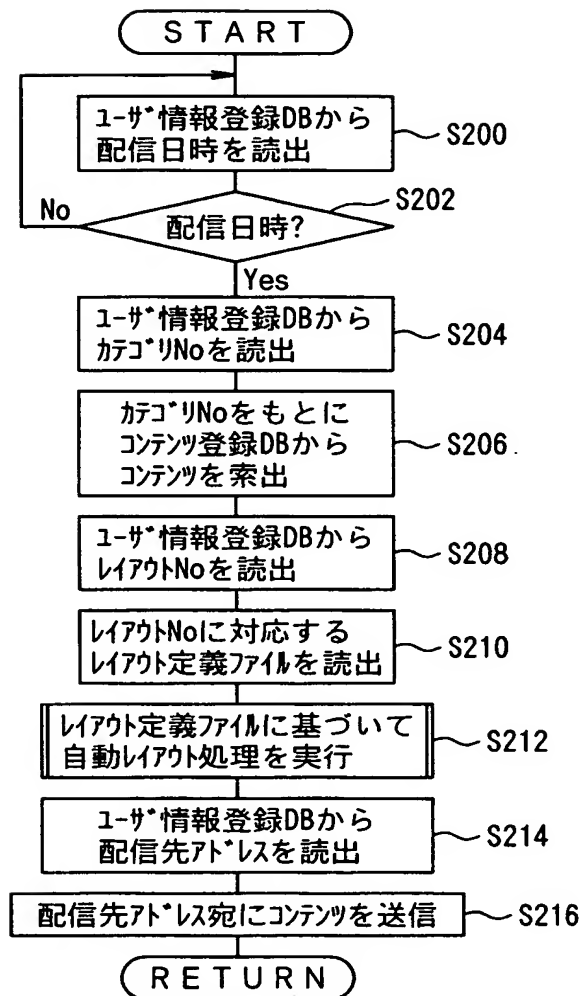 START
ユーザ情報登録DBから
配信日時を読出
S200
S202
No
配信日時?
Yes
ユーザ情報登録DBから
カテゴリNoを読出
S204
カテゴリNoをもとに
コンテンツ登録DBから
コンテンツを索出
S206
ユーザ情報登録DBから
レイアウトNoを読出
S208
レイアウトNoに対応する
レイアウト定義ファイルを読出
S210
レイアウト定義ファイルに基づいて
自動レイアウト処理を実行
S212
ユーザ情報登録DBから
配信先アドレスを読出
S214
配信先アドレス宛にコンテンツを送信
S216
RETURN